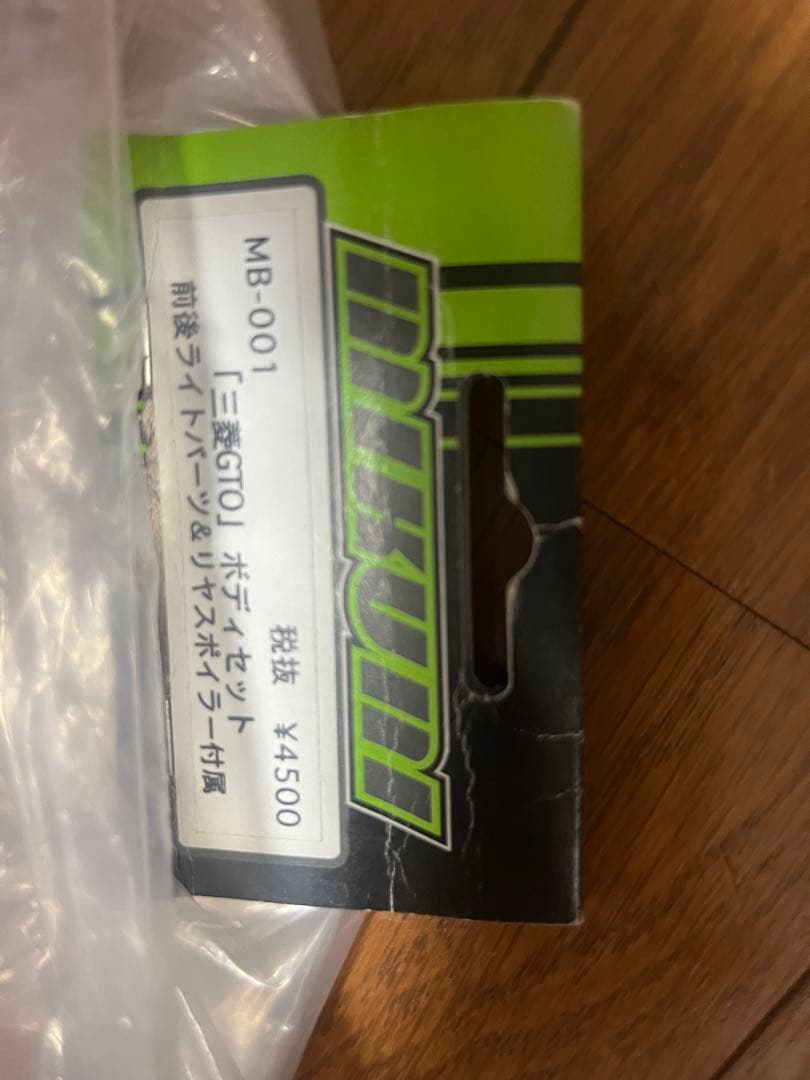 MIKUNI
MB-001 税抜 ¥4500
「三菱GTO」 ボディセット
前後ライトパーツ&リヤスポイラー付属